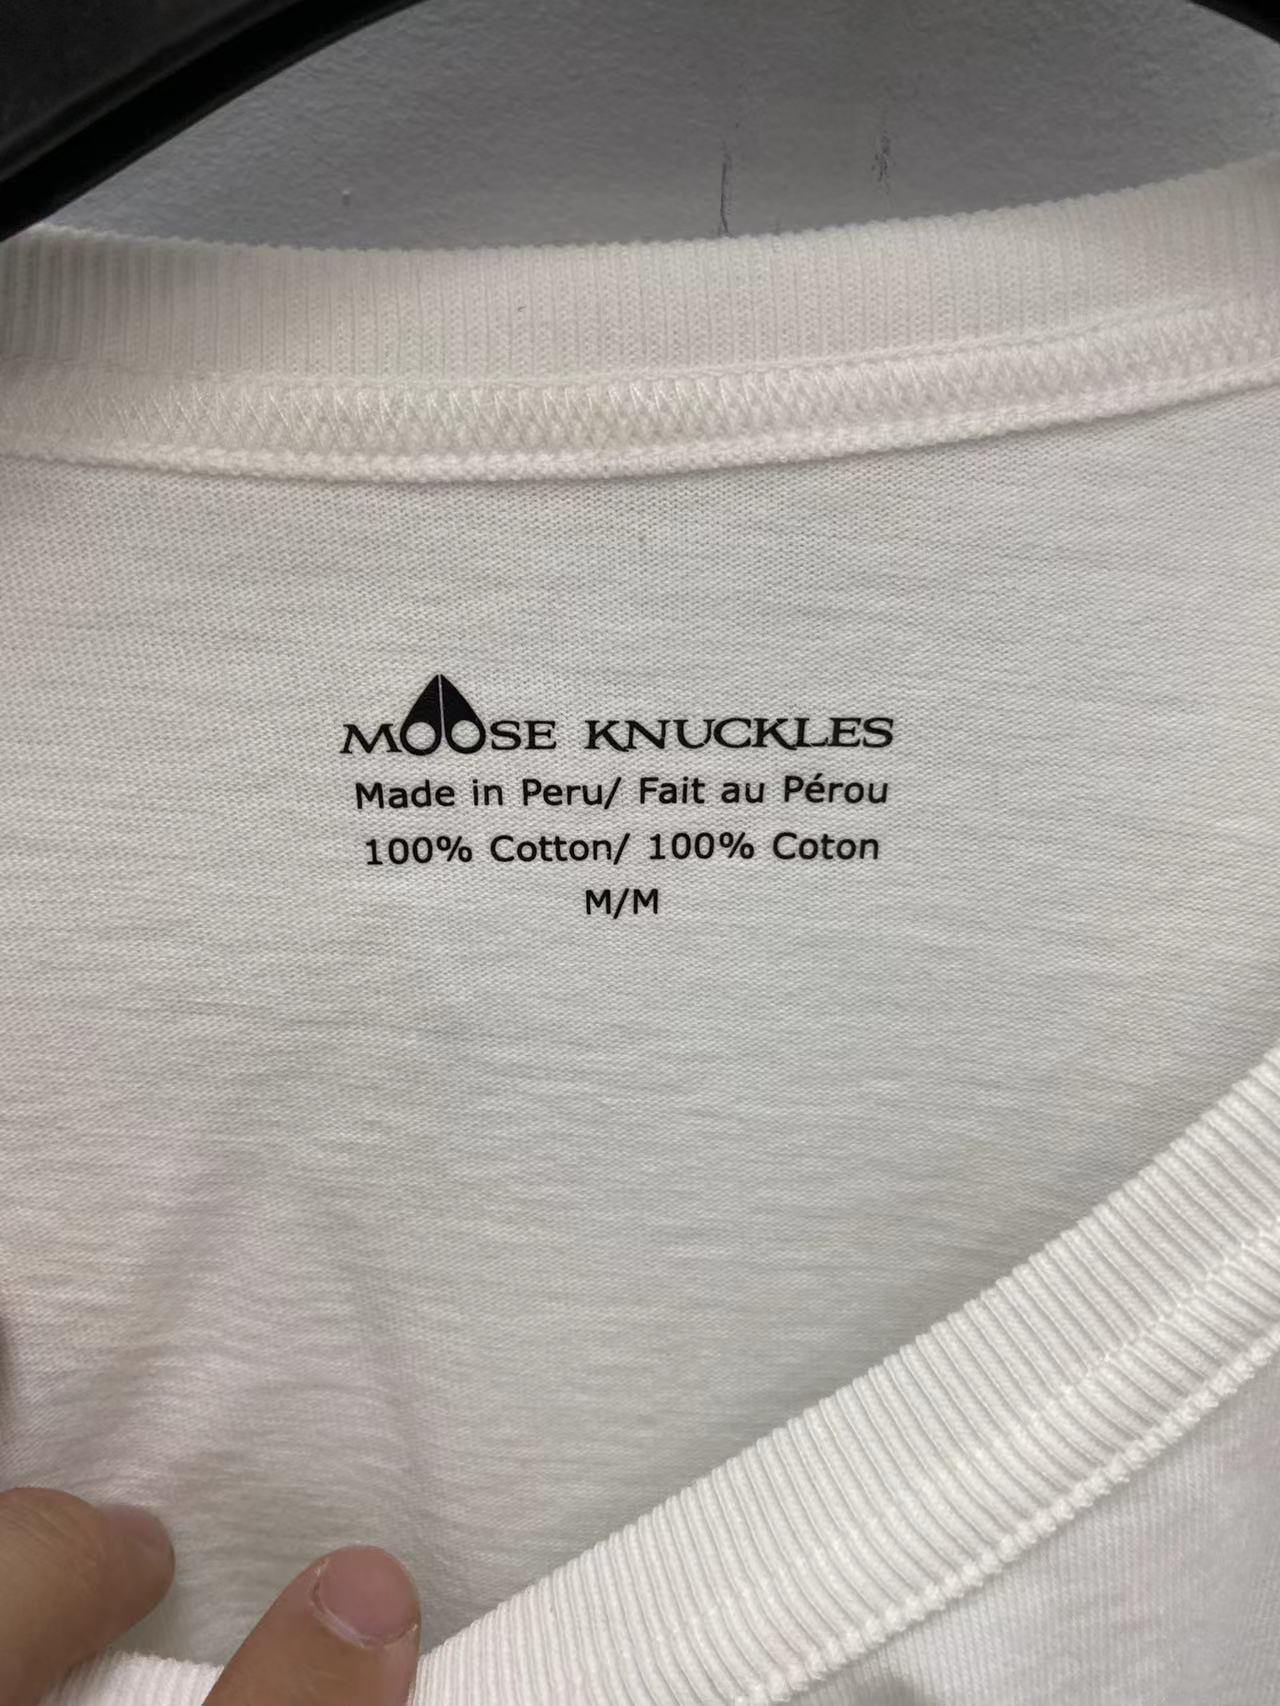 MOOSE KNUCKLES
Made in Peru/ Fait au Pérou
100% Cotton/ 100% Coton
M/M